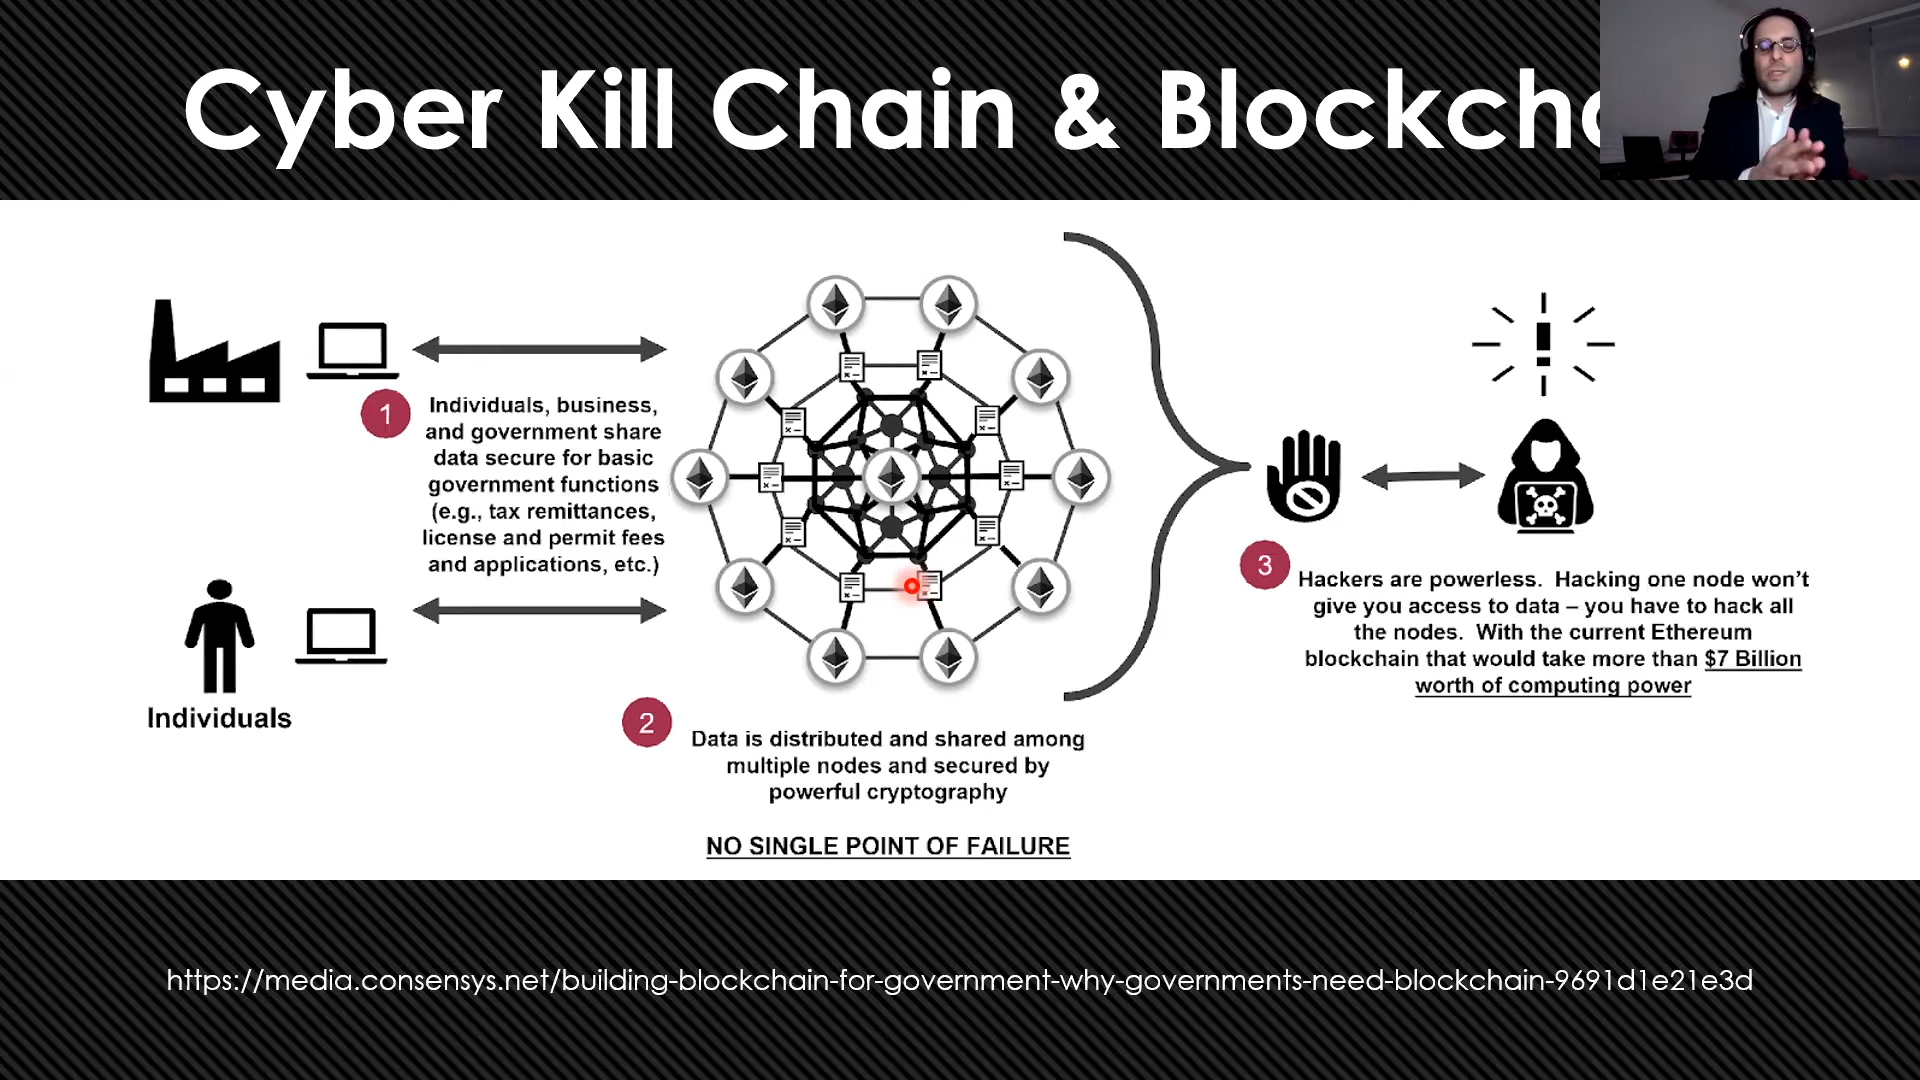 Cyber Kill Chain & Blockcha
1
Individuals, business,
and government share
data secure for basic
government functions
(e.g., tax remittances,
license and permit fees
and applications, etc.)
Individuals
2
Data is distributed and shared among
multiple nodes and secured by
powerful cryptography
NO SINGLE POINT OF FAILURE
3
Hackers are powerless. Hacking one node won't
give you access to data – you have to hack all
the nodes. With the current Ethereum
blockchain that would take more than $7 Billion
worth of computing power
https://media.consensys.net/building-blockchain-for-government-why-governments-need-blockchain-9691d1e21e3d